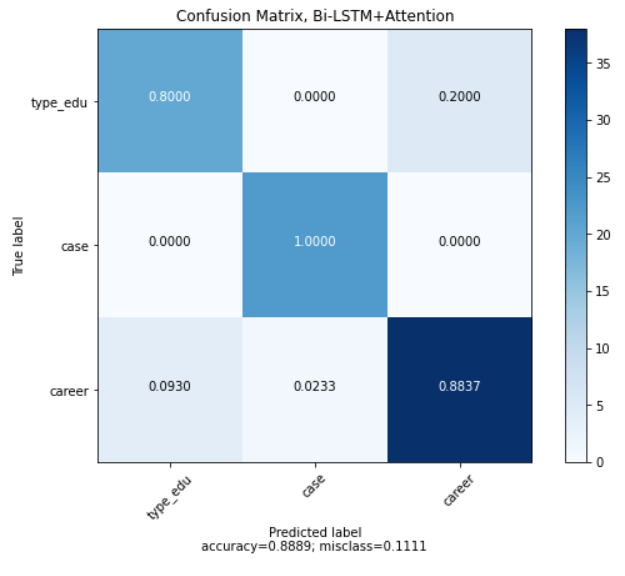 Confusion Matrix, Bi-LSTM+Attention
True label
type_edu
0.8000 0.0000 0.2000
case
0.0000 1.0000 0.0000
career
0.0930 0.0233 0.8837
type_edu case career
Predicted label
accuracy=0.8889; misclass=0.1111
35
30
25
20
15
10
5
0